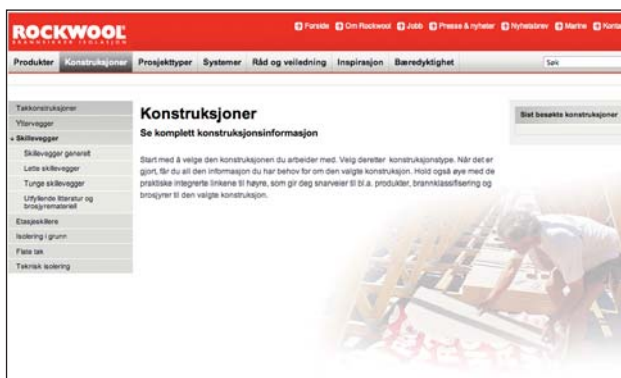 ROCKWOOL
BRANNSIKKER ISOLASJON
Forside Om Rockwool Jobb Presse & nyheter Nyhetsbrev Marine Konta
Produkter Konstruksjoner Prosjekttyper Systemer Råd og veiledning Inspirasjon Bæredyktighet Søk
Takkonstruksjoner
Yttervegger
Skillevegger
Skillevegger generelt
Lette skillevegger
Tunge skillevegger
Utfyllende litteratur og
brosjyremateriell
Etasjeskillere
Isolering i grunn
Flate tak
Teknisk isolering
Konstruksjoner
Se komplett konstruksjonsinformasjon
Start med å velge den konstruksjonen du arbeider med. Velg deretter konstruksjonstype. Når det er
gjort, får du all den informasjon du har behov for om den valgte konstruksjon. Hold også øye med de
praktiske integrerte linkene til høyre, som gir deg snarveier til bl.a. produkter, brannklassifisering og
brosjyrer til den valgte konstruksjon.
Sist besøkte konstruksjoner